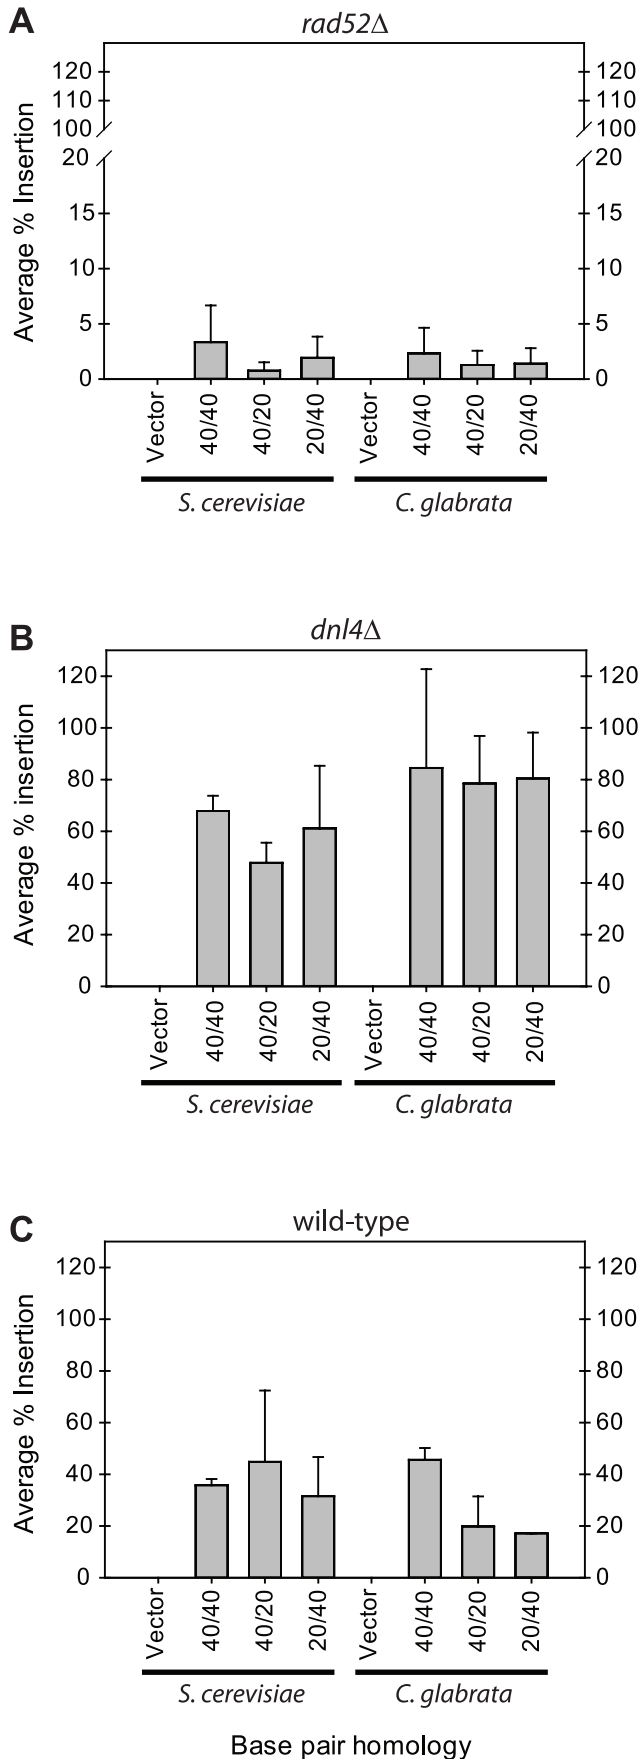 A
rad52Δ
Average % Insertion
120 120
110 110
100 100
20 20
15 15
10 10
5 5
0 0
Vector 40/40 40/20 20/40 Vector 40/40 40/20 20/40
S. cerevisiae C. glabrata
B
dnl4Δ
Average % insertion
120 120
100 100
80 80
60 60
40 40
20 20
0 0
Vector 40/40 40/20 20/40 Vector 40/40 40/20 20/40
S. cerevisiae C. glabrata
C
wild-type
Average % Insertion
120 120
100 100
80 80
60 60
40 40
20 20
0 0
Vector 40/40 40/20 20/40 Vector 40/40 40/20 20/40
S. cerevisiae C. glabrata
Base pair homology